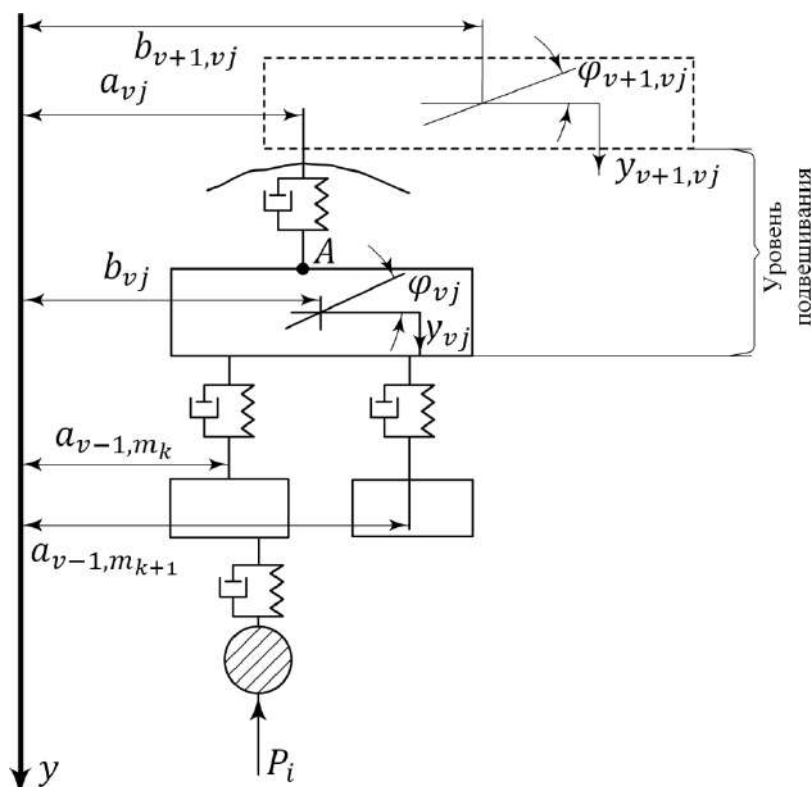 b_{v+1,vj}
a_{vj}
φ_{v+1,vj}
y_{v+1,vj}
Уровень
подвешивания
A
b_{vj}
φ_{vj}
y_{vj}
a_{v−1,m_k}
a_{v−1,m_{k+1}}
P_i
y